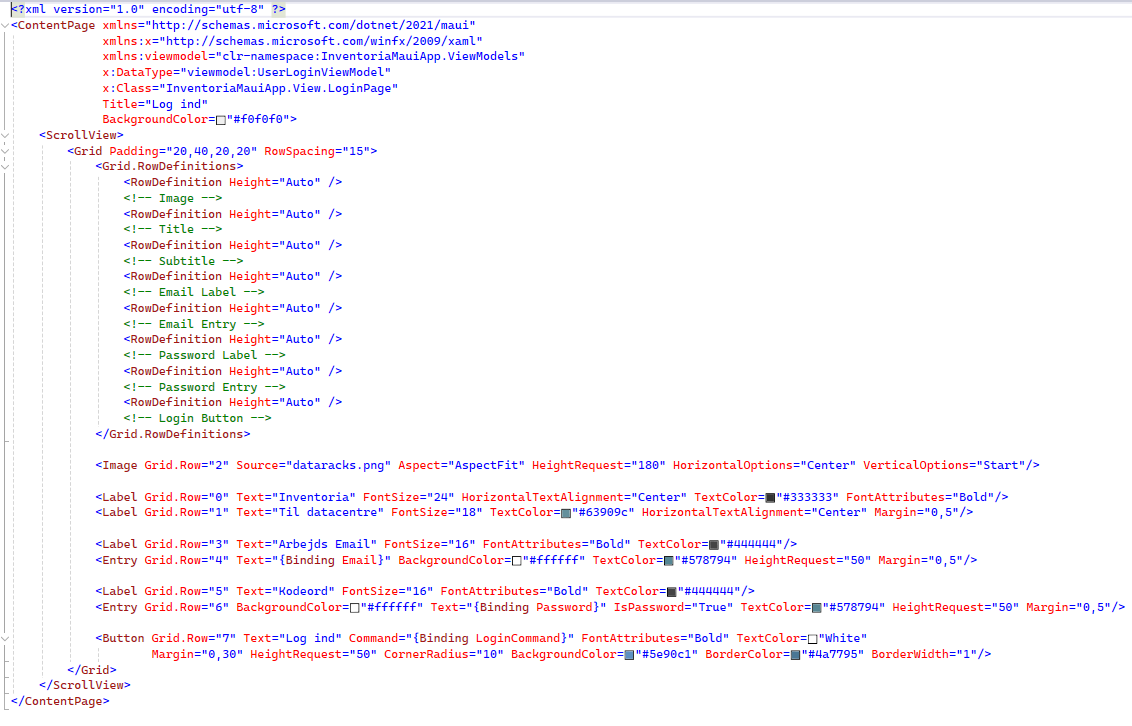 <?xml version="1.0" encoding="utf-8" ?>
<ContentPage xmlns="http://schemas.microsoft.com/dotnet/2021/maui"
             xmlns:x="http://schemas.microsoft.com/winfx/2009/xaml"
             xmlns:viewmodel="clr-namespace:InventoriaMauiApp.ViewModels"
             x:DataType="viewmodel:UserLoginViewModel"
             x:Class="InventoriaMauiApp.View.LoginPage"
             Title="Log ind"
             BackgroundColor="#f0f0f0">
    <ScrollView>
        <Grid Padding="20,40,20,20" RowSpacing="15">
            <Grid.RowDefinitions>
                <RowDefinition Height="Auto" />
                <!-- Image -->
                <RowDefinition Height="Auto" />
                <!-- Title -->
                <RowDefinition Height="Auto" />
                <!-- Subtitle -->
                <RowDefinition Height="Auto" />
                <!-- Email Label -->
                <RowDefinition Height="Auto" />
                <!-- Email Entry -->
                <RowDefinition Height="Auto" />
                <!-- Password Label -->
                <RowDefinition Height="Auto" />
                <!-- Password Entry -->
                <RowDefinition Height="Auto" />
                <!-- Login Button -->
            </Grid.RowDefinitions>

            <Image Grid.Row="2" Source="dataracks.png" Aspect="AspectFit" HeightRequest="180" HorizontalOptions="Center" VerticalOptions="Start"/>

            <Label Grid.Row="0" Text="Inventoria" FontSize="24" HorizontalTextAlignment="Center" TextColor="#333333" FontAttributes="Bold"/>
            <Label Grid.Row="1" Text="Til datacentre" FontSize="18" TextColor="#63909c" HorizontalTextAlignment="Center" Margin="0,5"/>

            <Label Grid.Row="3" Text="Arbejds Email" FontSize="16" FontAttributes="Bold" TextColor="#444444"/>
            <Entry Grid.Row="4" Text="{Binding Email}" BackgroundColor="#ffffff" TextColor="#578794" HeightRequest="50" Margin="0,5"/>

            <Label Grid.Row="5" Text="Kodeord" FontSize="16" FontAttributes="Bold" TextColor="#444444"/>
            <Entry Grid.Row="6" BackgroundColor="#ffffff" Text="{Binding Password}" IsPassword="True" TextColor="#578794" HeightRequest="50" Margin="0,5"/>

            <Button Grid.Row="7" Text="Log ind" Command="{Binding LoginCommand}" FontAttributes="Bold" TextColor="White"
                    Margin="0,30" HeightRequest="50" CornerRadius="10" BackgroundColor="#5e90c1" BorderColor="#4a7795" BorderWidth="1"/>
        </Grid>
    </ScrollView>
</ContentPage>